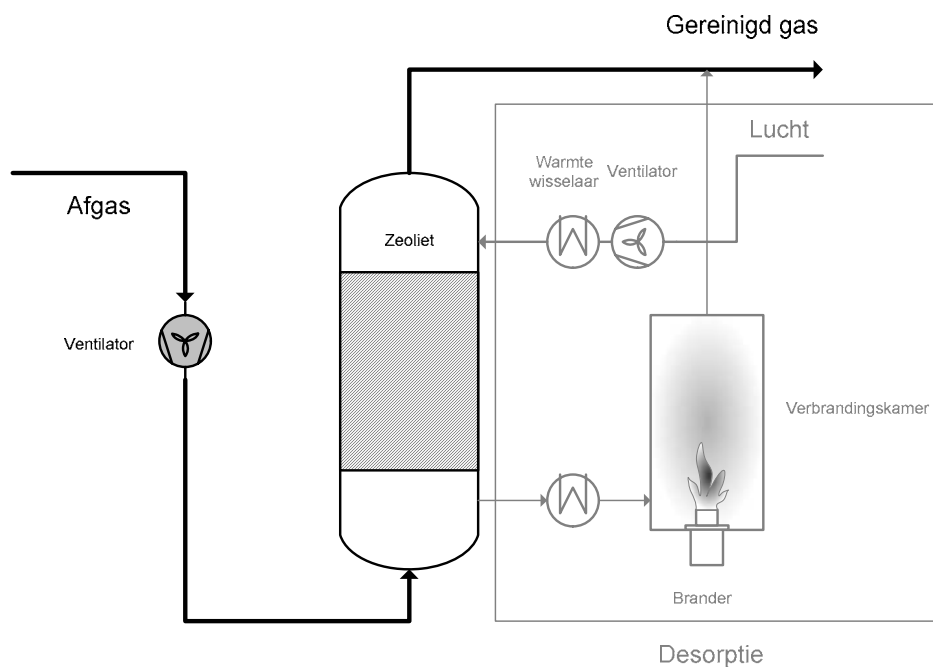 Gereinigd gas
Lucht
Warmte
wisselaar
Ventilator
Afgas
Zeoliet
Ventilator
Verbrandingskamer
Brander
Desorptie